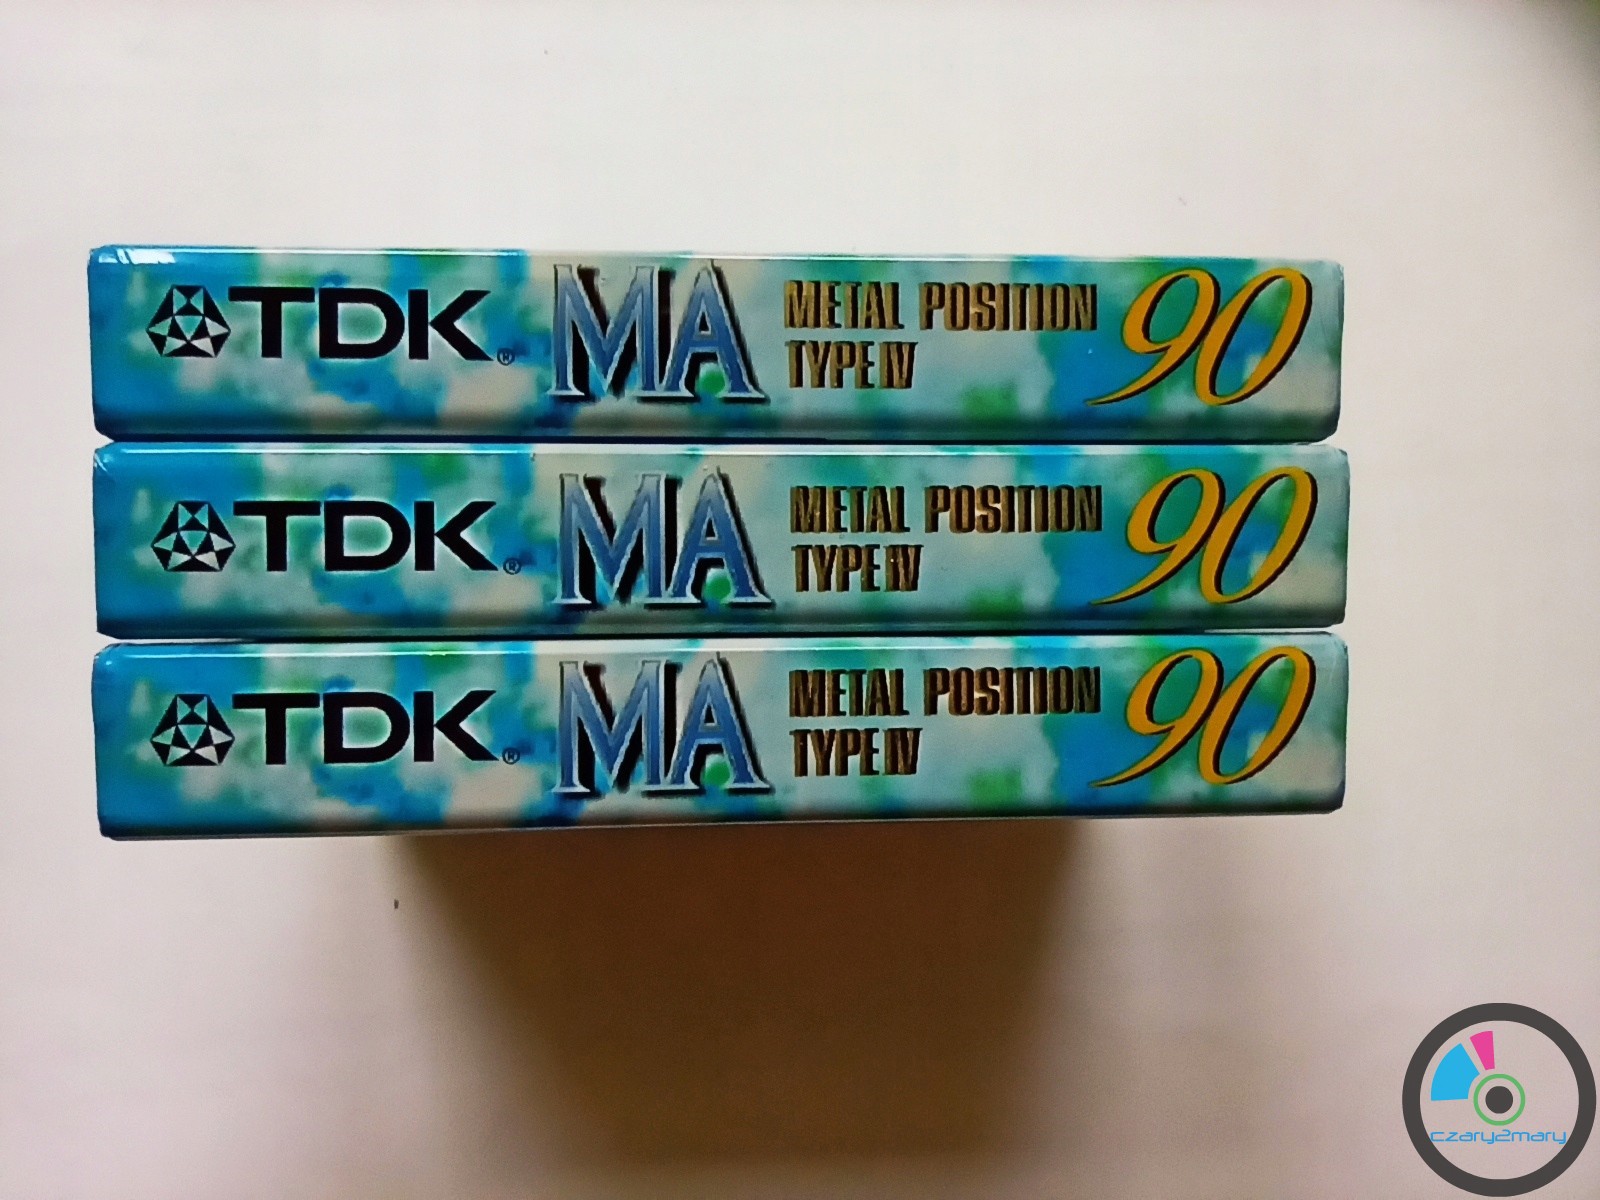 TDK® MA METAL POSITION 90
TYPE IV
TDK® MA METAL POSITION 90
TYPE IV
TDK® MA METAL POSITION 90
TYPE IV
czary2mary